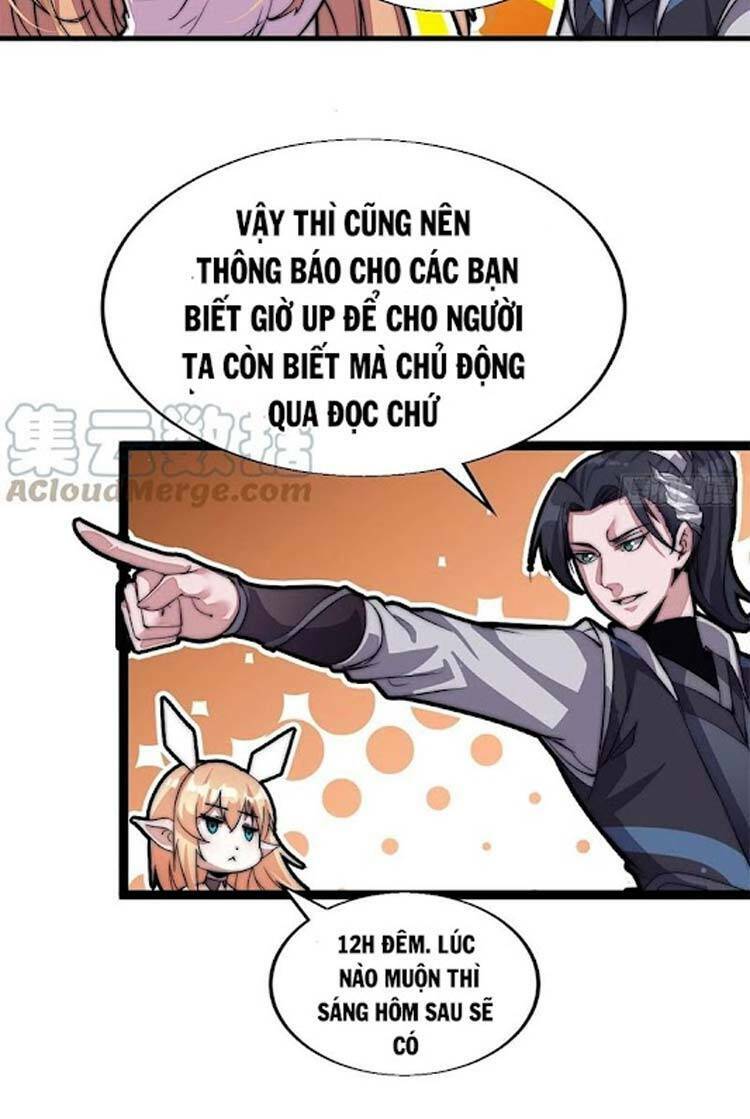 VẬY THÌ CŨNG NÊN
THÔNG BÁO CHO CÁC BẠN
BIẾT GIỜ UP ĐỂ CHO NGƯỜI
TA CÒN BIẾT MÀ CHỦ ĐỘNG
QUA ĐỌC CHỨ
集云数据
ACloudMerge.com
12H ĐÊM. LÚC
NÀO MUỘN THÌ
SÁNG HÔM SAU SẼ
CÓ